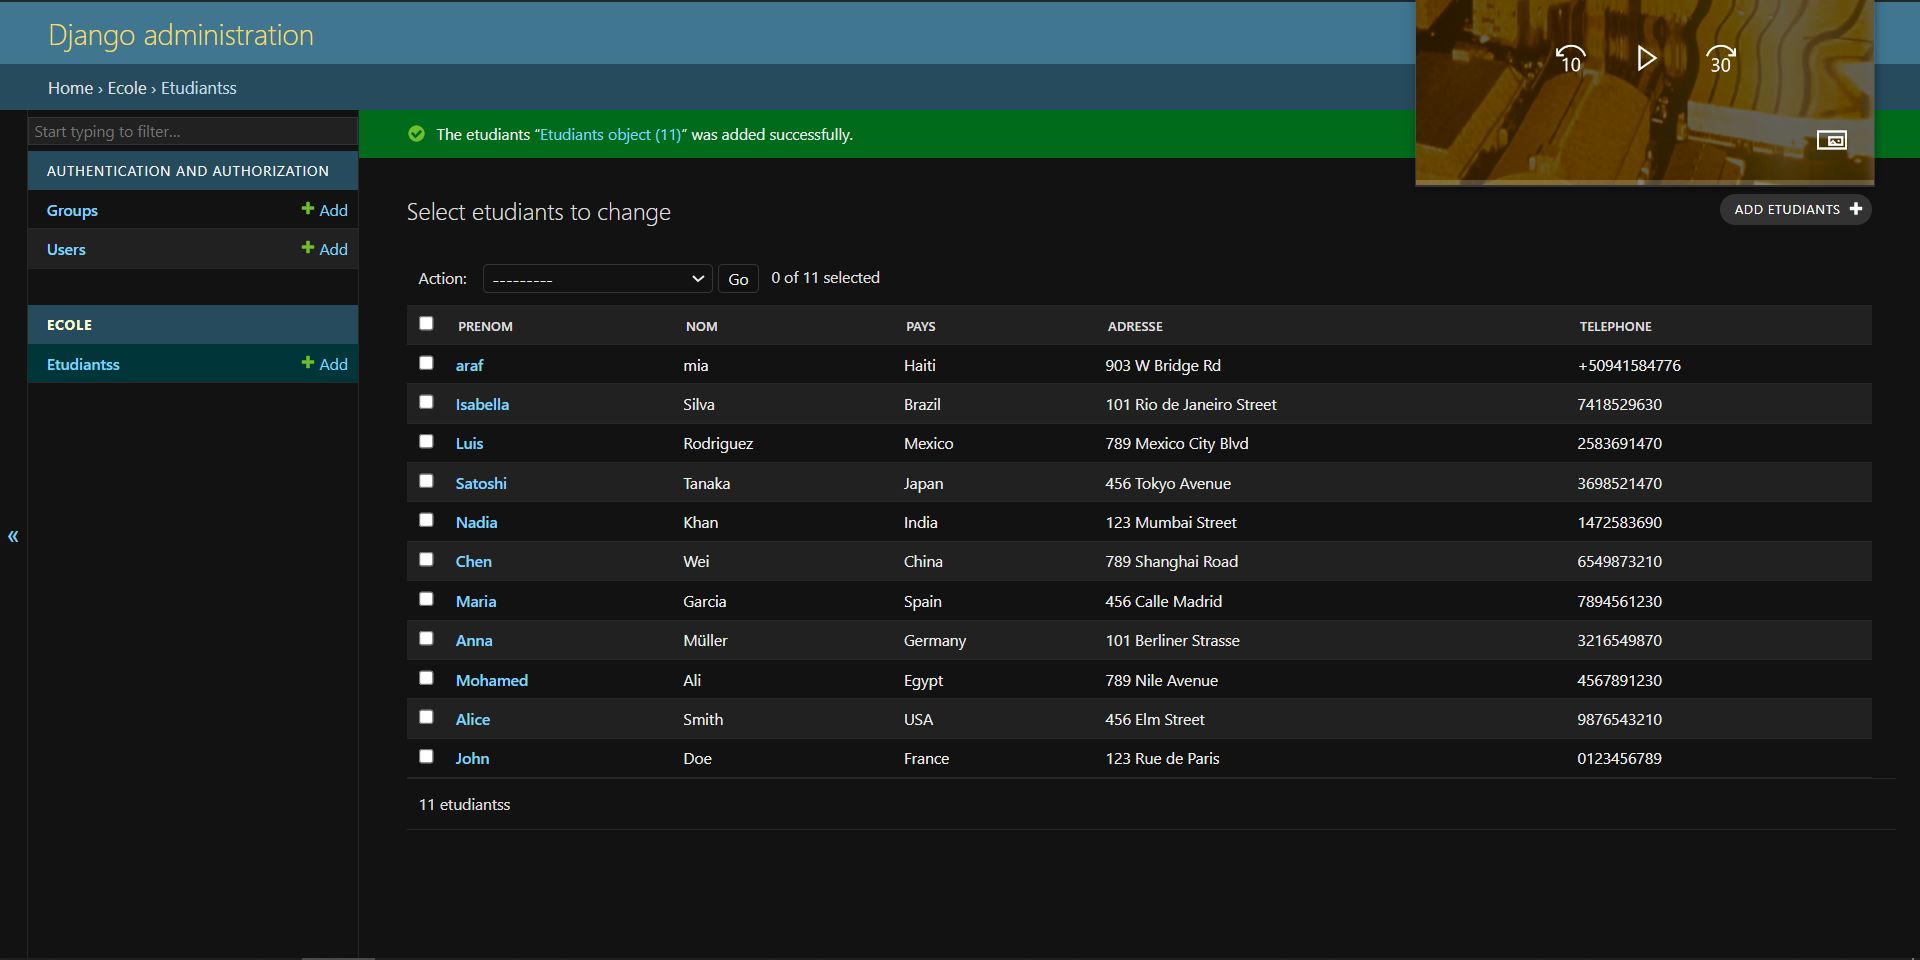 Django administration
10 30
Home › Ecole › Etudiantss
Start typing to filter...
AUTHENTICATION AND AUTHORIZATION
Groups + Add
Users + Add
ECOLE
Etudiantss + Add
«
The etudiants “Etudiants object (11)” was added successfully.
Select etudiants to change
ADD ETUDIANTS +
Action: --------- Go 0 of 11 selected
PRENOM NOM PAYS ADRESSE TELEPHONE
araf mia Haiti 903 W Bridge Rd +50941584776
Isabella Silva Brazil 101 Rio de Janeiro Street 7418529630
Luis Rodriguez Mexico 789 Mexico City Blvd 2583691470
Satoshi Tanaka Japan 456 Tokyo Avenue 3698521470
Nadia Khan India 123 Mumbai Street 1472583690
Chen Wei China 789 Shanghai Road 6549873210
Maria Garcia Spain 456 Calle Madrid 7894561230
Anna Müller Germany 101 Berliner Strasse 3216549870
Mohamed Ali Egypt 789 Nile Avenue 4567891230
Alice Smith USA 456 Elm Street 9876543210
John Doe France 123 Rue de Paris 0123456789
11 etudiantss